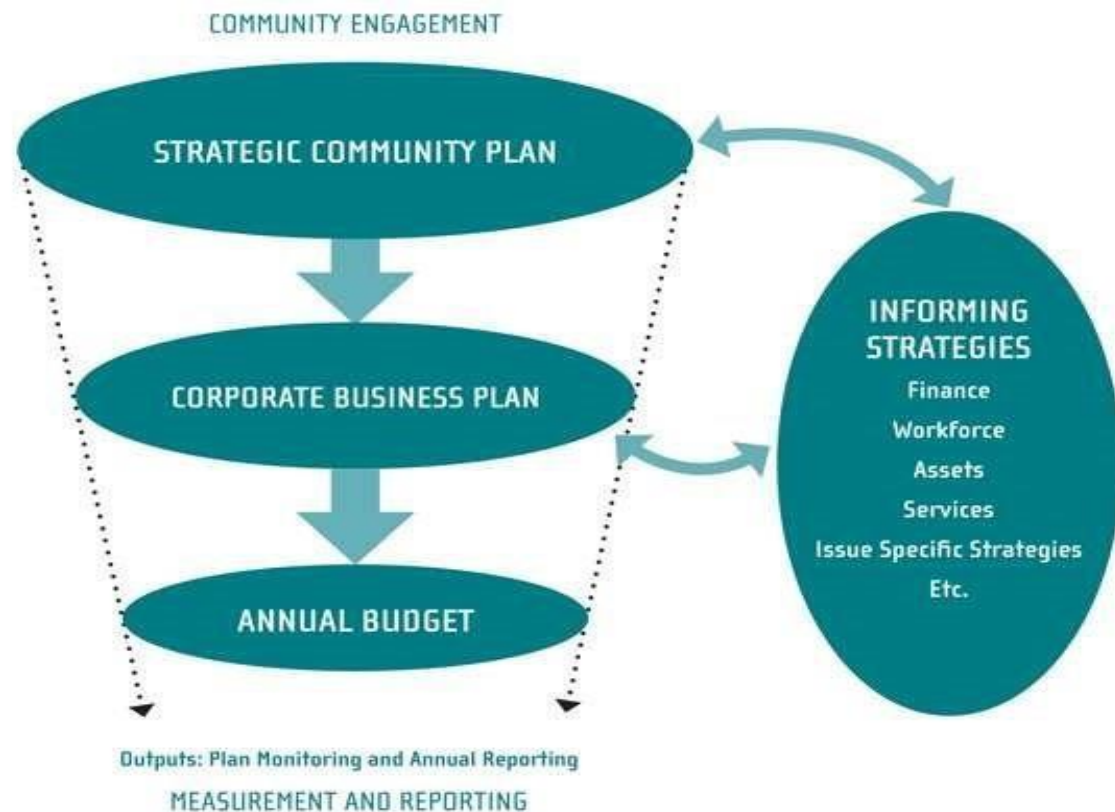 COMMUNITY ENGAGEMENT
STRATEGIC COMMUNITY PLAN
CORPORATE BUSINESS PLAN
ANNUAL BUDGET
Outputs: Plan Monitoring and Annual Reporting
MEASUREMENT AND REPORTING
INFORMING
STRATEGIES
Finance
Workforce
Assets
Services
Issue Specific Strategies
Etc.